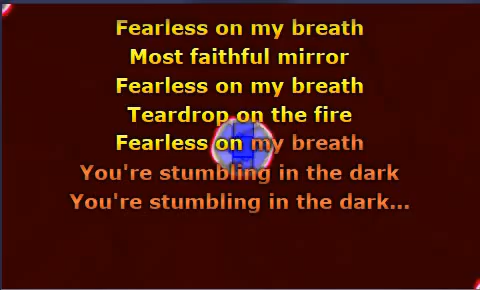 Fearless on my breath
Most faithful mirror
Fearless on my breath
Teardrop on the fire
Fearless on my breath
You're stumbling in the dark
You're stumbling in the dark...